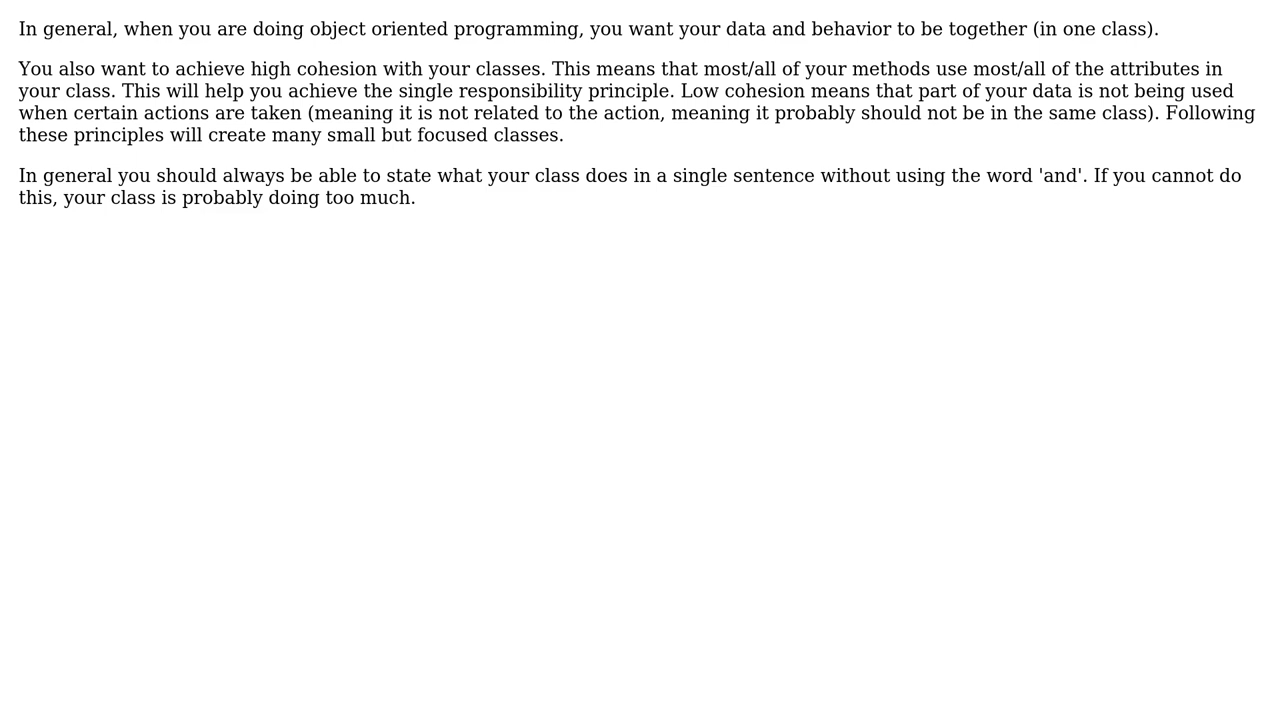 In general, when you are doing object oriented programming, you want your data and behavior to be together (in one class).
You also want to achieve high cohesion with your classes. This means that most/all of your methods use most/all of the attributes in
your class. This will help you achieve the single responsibility principle. Low cohesion means that part of your data is not being used
when certain actions are taken (meaning it is not related to the action, meaning it probably should not be in the same class). Following
these principles will create many small but focused classes.
In general you should always be able to state what your class does in a single sentence without using the word 'and'. If you cannot do
this, your class is probably doing too much.